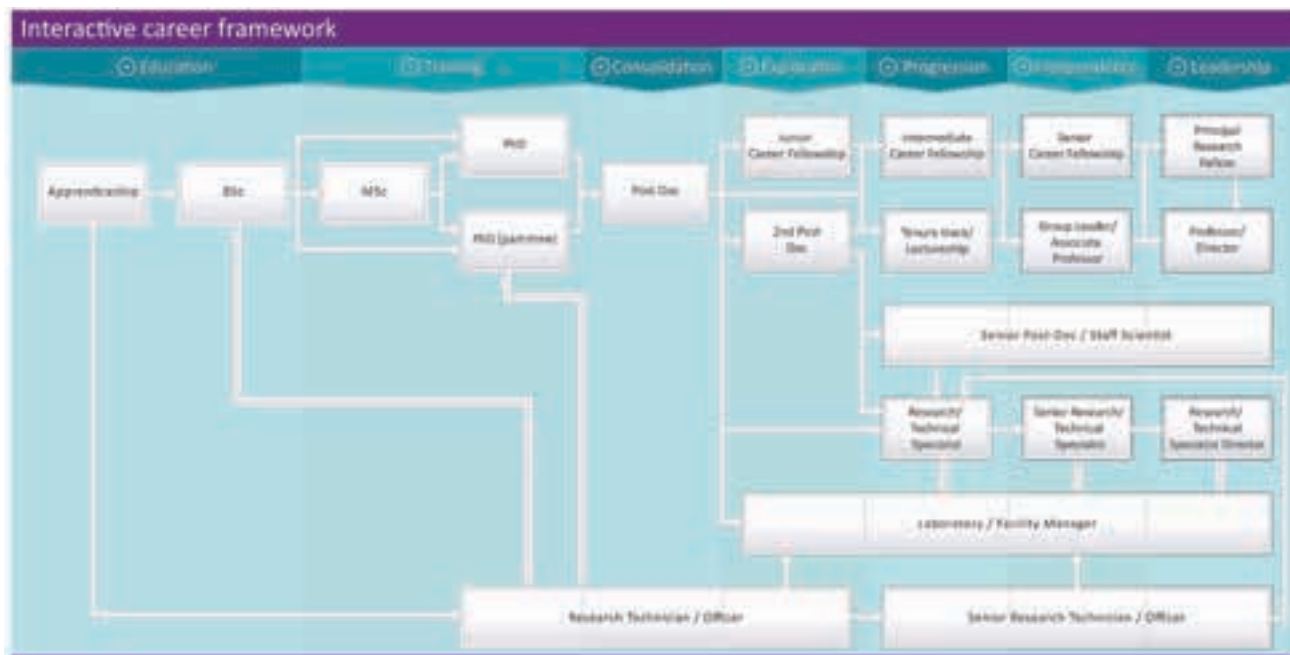 Interactive career framework
Education
Training
Consolidation
Exploration
Progression
Independence
Leadership
PhD
Junior
Career Fellowship
Intermediate
Career Fellowship
Senior
Career Fellowship
Principal
Research
Fellow
Apprenticeship
BSc
MSc
Post Doc
PhD (part-time)
2nd Post
Doc
Tenure track/
Lectureship
Group Leader/
Associate
Professor
Professor/
Director
Senior Post-Doc / Staff Scientist
Research/
Technical
Specialist
Senior Research/
Technical
Specialist
Research/
Technical
Specialist Director
Laboratory / Facility Manager
Research Technician / Officer
Senior Research Technician / Officer